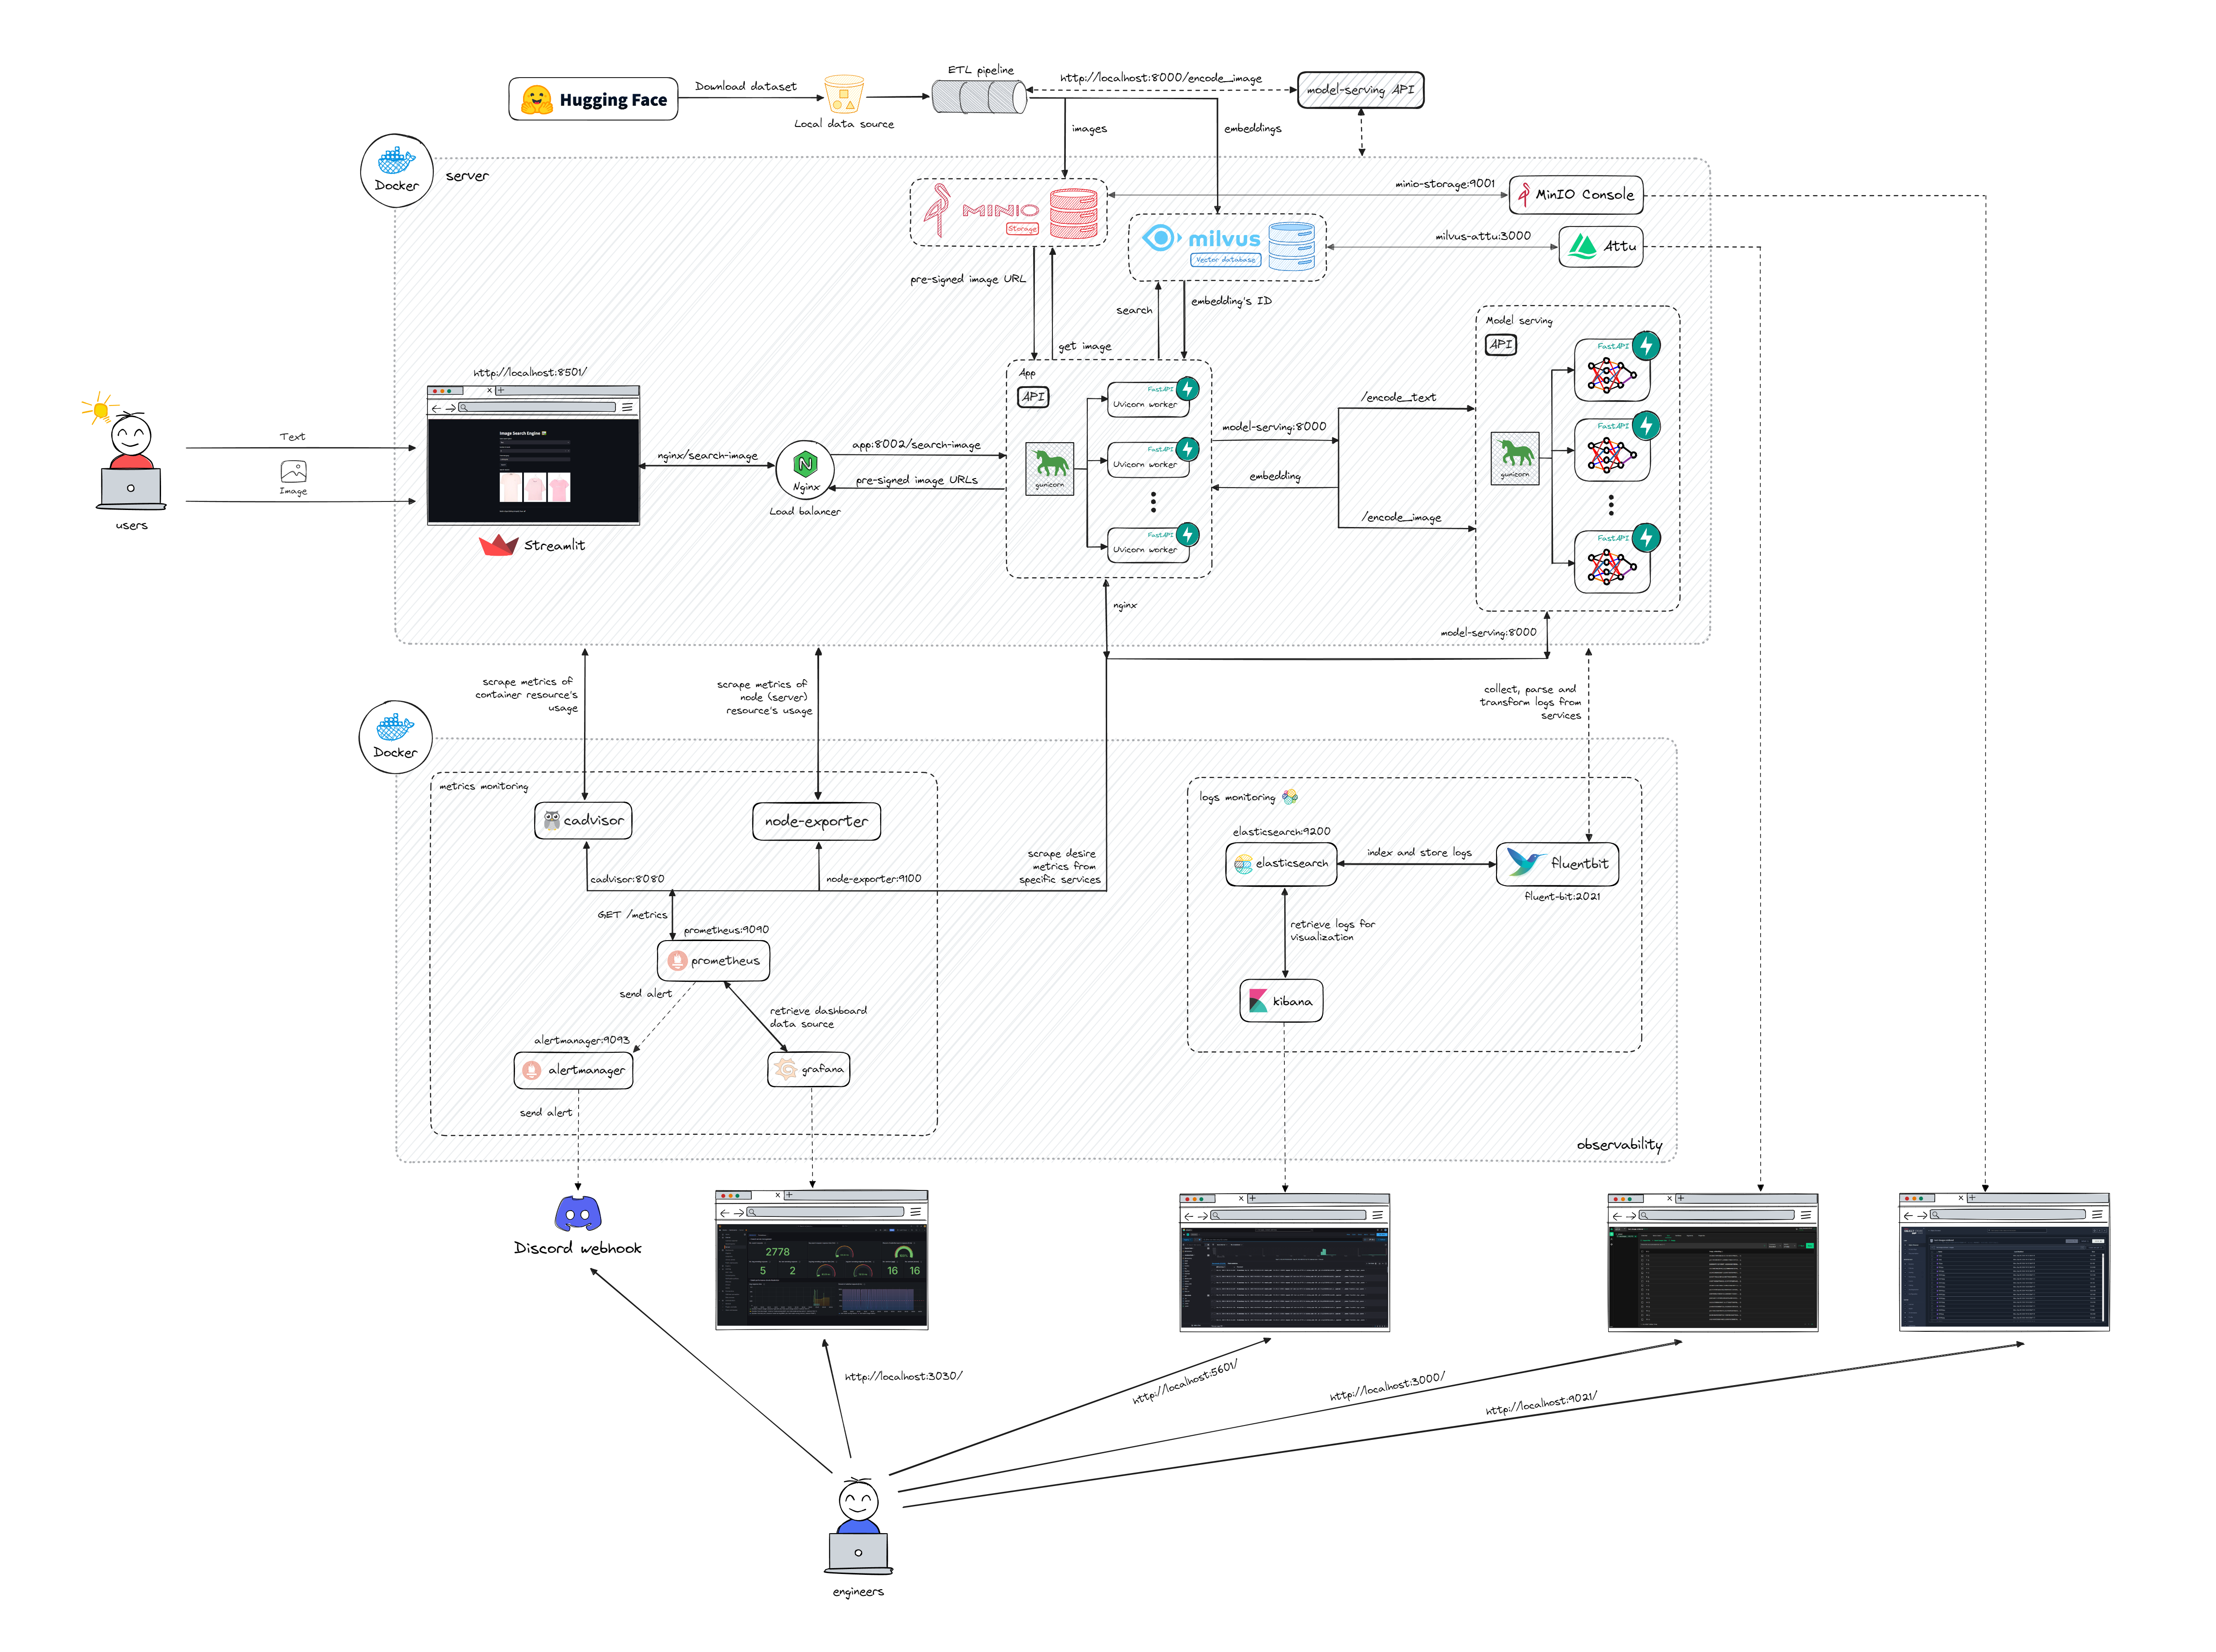 Hugging Face
Download dataset
Local data source
ETL pipeline
http://localhost:8000/encode_image
model-serving API
images
embeddings
Docker
server
MINIO
Storage
minio-storage:9001
MinIO Console
milvus
Vector database
milvus-attu:3000
Attu
pre-signed image URL
get image
search
embedding's ID
http://localhost:8501/
Image Search Engine
Streamlit
Text
Image
users
nginx/search-image
Nginx
Load balancer
app:8002/search-image
pre-signed image URLs
App
API
gunicorn
FastAPI
Uvicorn worker
FastAPI
Uvicorn worker
FastAPI
Uvicorn worker
model-serving:8000
embedding
/encode_text
/encode_image
Model serving
API
gunicorn
FastAPI
FastAPI
FastAPI
nginx
model-serving:8000
scrape metrics of
container resource's
usage
scrape metrics of
node (server)
resource's usage
collect, parse and
transform logs from
services
Docker
metrics monitoring
cadvisor
node-exporter
cadvisor:8080
node-exporter:9100
scrape desire
metrics from
specific services
GET /metrics
prometheus:9090
prometheus
send alert
retrieve dashboard
data source
alertmanager:9093
alertmanager
grafana
send alert
logs monitoring
elasticsearch:9200
elasticsearch
index and store logs
fluentbit
fluent-bit:2021
retrieve logs for
visualization
kibana
observability
Discord webhook
2778
5
2
16
16
http://localhost:3030/
http://localhost:5601/
http://localhost:3000/
http://localhost:9021/
engineers